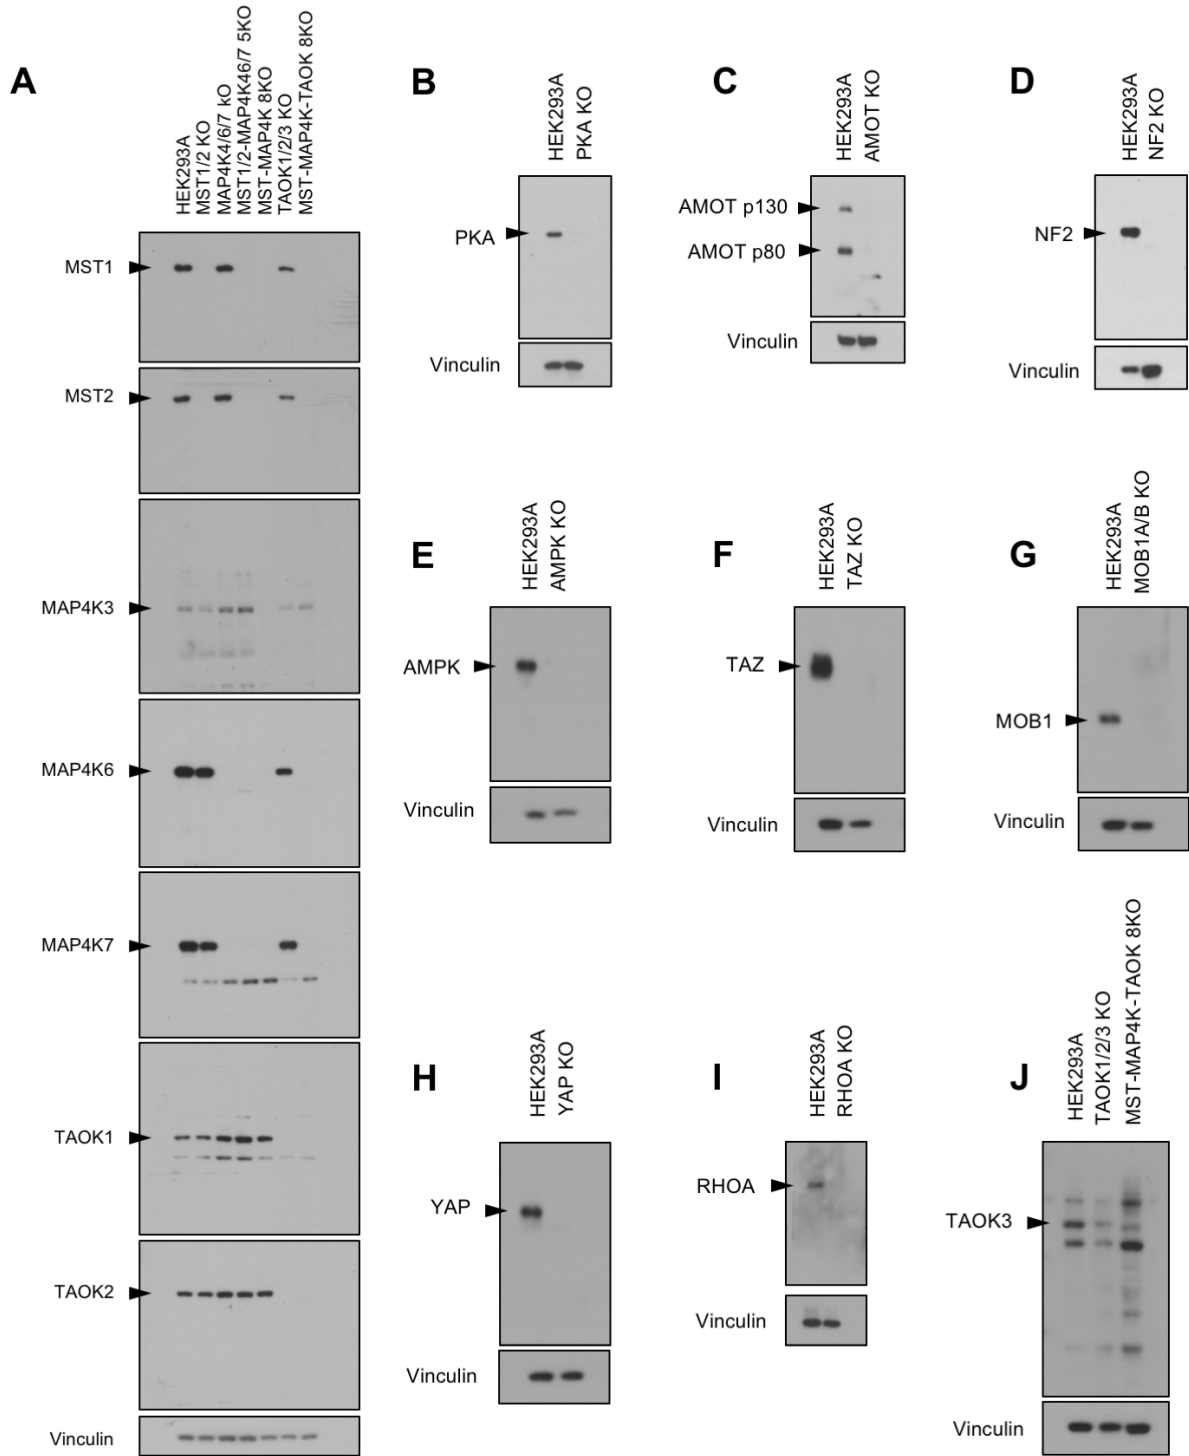 A
HEK293A
MST1/2 KO
MAP4K4/6/7 kO
MST1/2-MAP4K46/7 5KO
MST-MAP4K 8KO
TAOK1/2/3 KO
MST-MAP4K-TAOK 8KO
MST1
MST2
MAP4K3
MAP4K6
MAP4K7
TAOK1
TAOK2
Vinculin
B
HEK293A
PKA KO
PKA
Vinculin
C
HEK293A
AMOT KO
AMOT p130
AMOT p80
Vinculin
D
HEK293A
NF2 KO
NF2
Vinculin
E
HEK293A
AMPK KO
AMPK
Vinculin
F
HEK293A
TAZ KO
TAZ
Vinculin
G
HEK293A
MOB1A/B KO
MOB1
Vinculin
H
HEK293A
YAP KO
YAP
Vinculin
I
HEK293A
RHOA KO
RHOA
Vinculin
J
HEK293A
TAOK1/2/3 KO
MST-MAP4K-TAOK 8KO
TAOK3
Vinculin